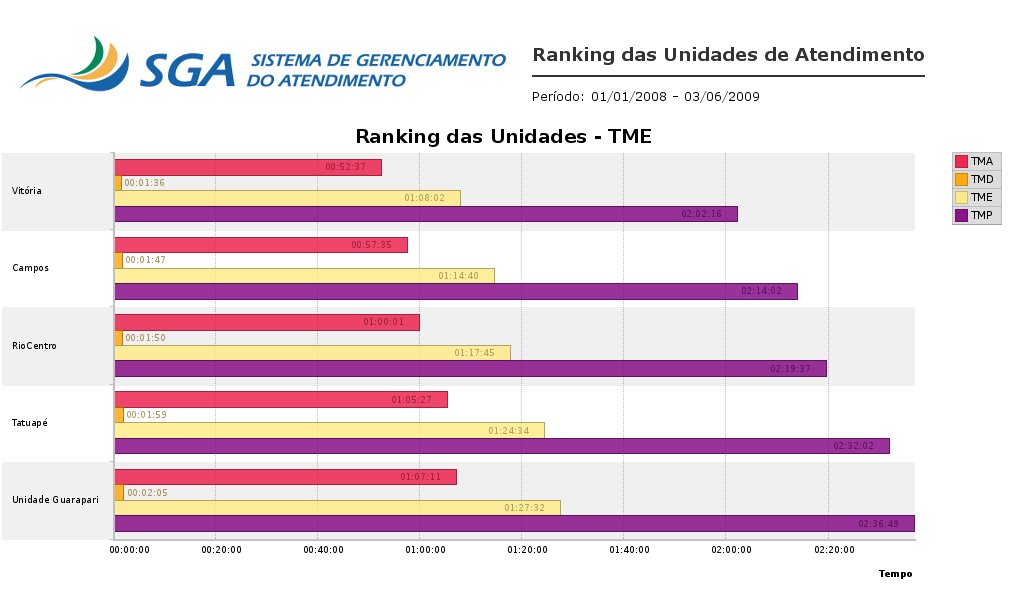 SGA SISTEMA DE GERENCIAMENTO
DO ATENDIMENTO
Ranking das Unidades de Atendimento
Período: 01/01/2008 - 03/06/2009
Ranking das Unidades - TME
TMA
TMD
TME
TMP
Vitória
00:52:37
00:01:36
01:08:02
02:02:16
Campos
00:57:35
00:01:47
01:14:40
02:14:02
RioCentro
01:00:01
00:01:50
01:17:45
02:19:37
Tatuapé
01:05:27
00:01:59
01:24:34
02:32:02
Unidade Guarapari
01:07:11
00:02:05
01:27:32
02:36:49
00:00:00 00:20:00 00:40:00 01:00:00 01:20:00 01:40:00 02:00:00 02:20:00
Tempo